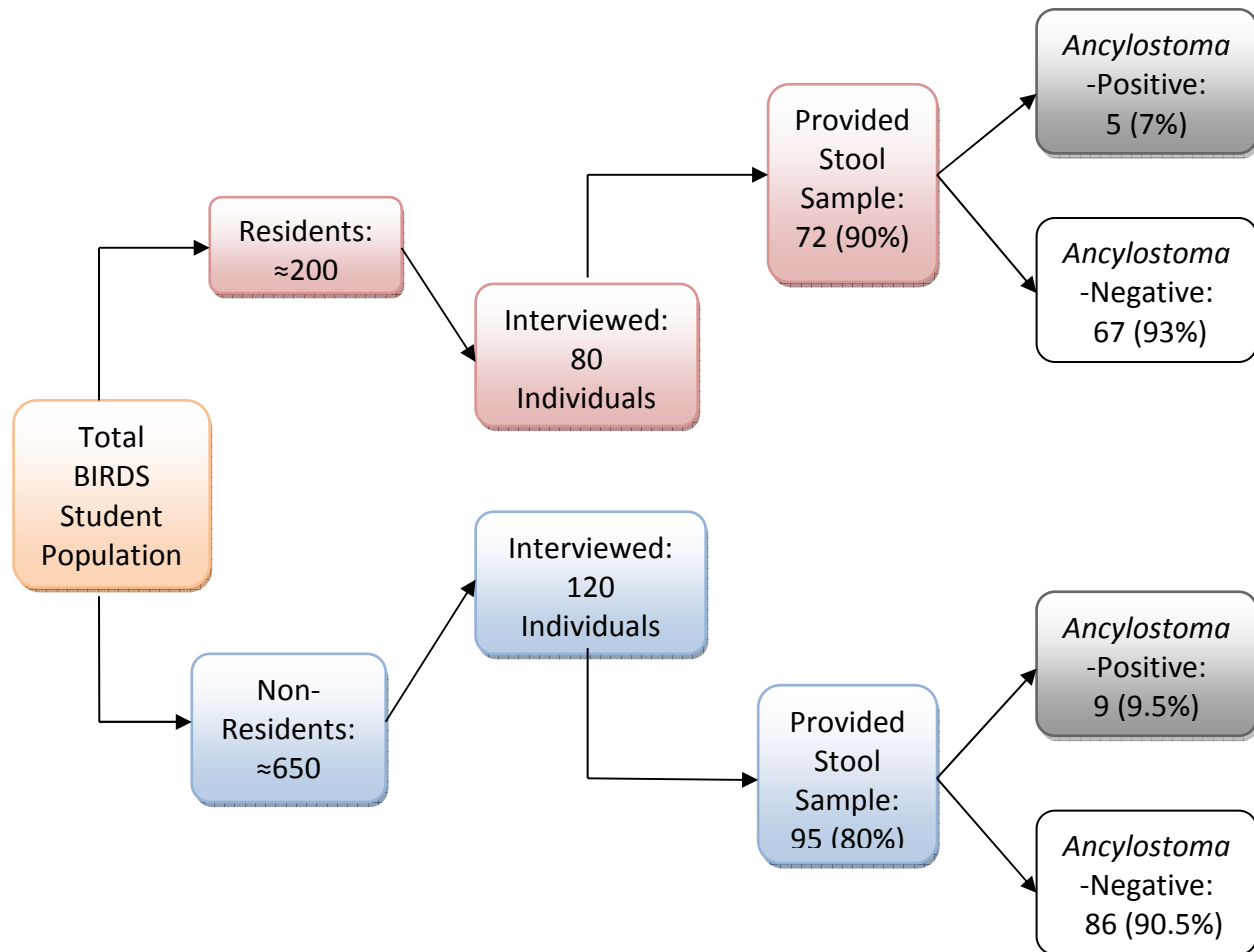 Total
BIRDS
Student
Population
Residents:
≈200
Interviewed:
80
Individuals
Provided
Stool
Sample:
72 (90%)
Ancylostoma
-Positive:
5 (7%)
Ancylostoma
-Negative:
67 (93%)
Non-
Residents:
≈650
Interviewed:
120
Individuals
Provided
Stool
Sample:
95 (80%)
Ancylostoma
-Positive:
9 (9.5%)
Ancylostoma
-Negative:
86 (90.5%)